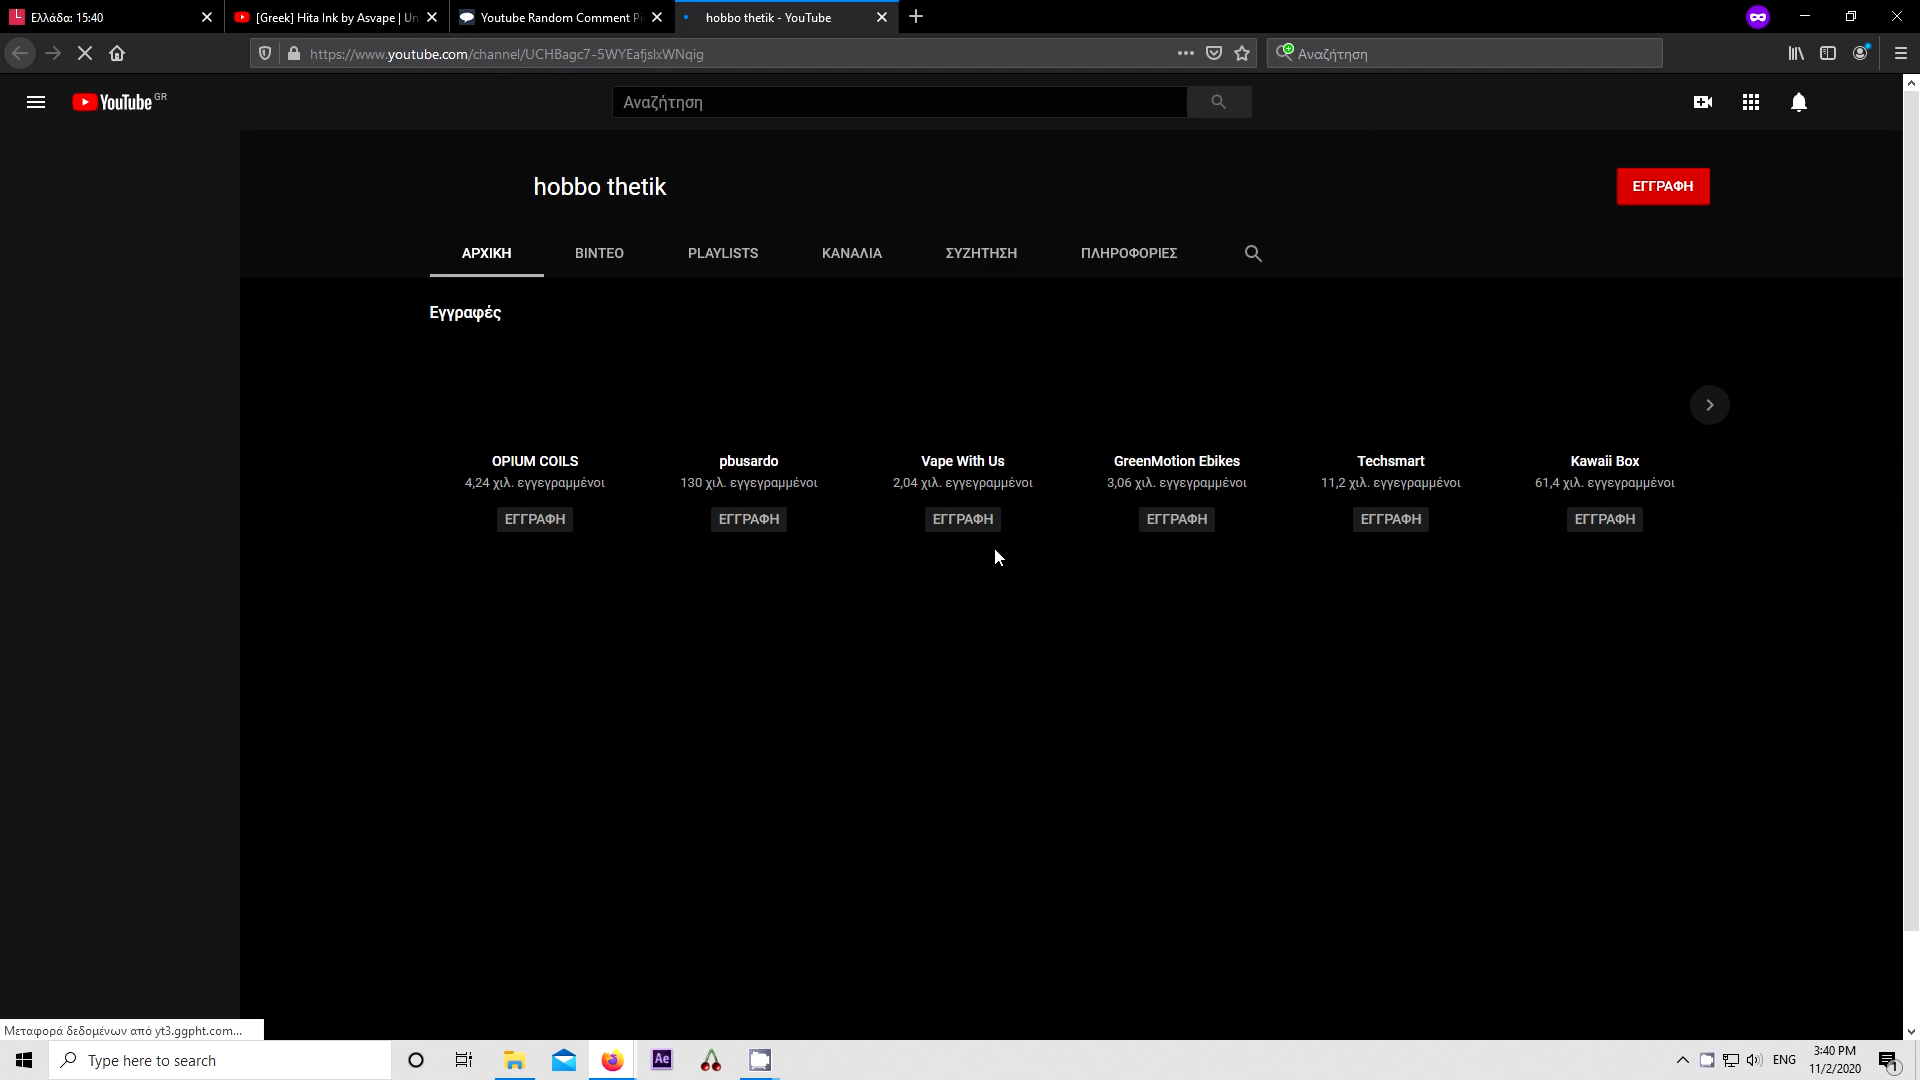 Ελλάδα: 15:40
[Greek] Hita Ink by Asvape | Un
Youtube Random Comment Pi
hobbo thetik - YouTube
https://www.youtube.com/channel/UCHBagc7-5WYEafjslxWNqig
Αναζήτηση
YouTube GR
Αναζήτηση
hobbo thetik
ΕΓΓΡΑΦΗ
ΑΡΧΙΚΗ
ΒΙΝΤΕΟ
PLAYLISTS
ΚΑΝΑΛΙΑ
ΣΥΖΗΤΗΣΗ
ΠΛΗΡΟΦΟΡΙΕΣ
Εγγραφές
OPIUM COILS
pbusardo
Vape With Us
GreenMotion Ebikes
Techsmart
Kawaii Box
4,24 χιλ. εγγεγραμμένοι
130 χιλ. εγγεγραμμένοι
2,04 χιλ. εγγεγραμμένοι
3,06 χιλ. εγγεγραμμένοι
11,2 χιλ. εγγεγραμμένοι
61,4 χιλ. εγγεγραμμένοι
ΕΓΓΡΑΦΗ
ΕΓΓΡΑΦΗ
ΕΓΓΡΑΦΗ
ΕΓΓΡΑΦΗ
ΕΓΓΡΑΦΗ
ΕΓΓΡΑΦΗ
Μεταφορά δεδομένων από yt3.ggpht.com...
Type here to search
Ae
ENG
3:40 PM
11/2/2020
1